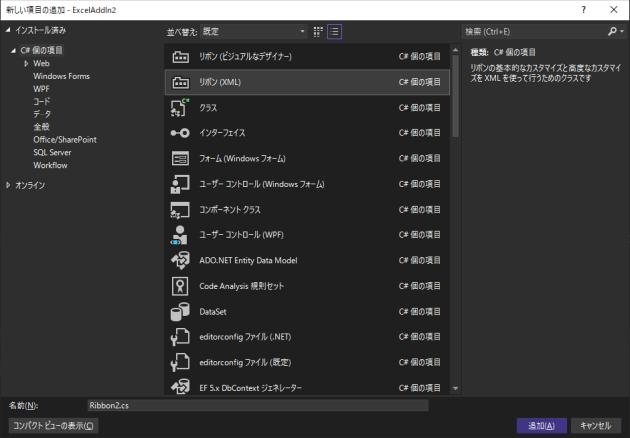 新しい項目の追加 - ExcelAddIn2
インストール済み
並べ替え: 既定
検索 (Ctrl+E)
C# 個の項目
Web
Windows Forms
WPF
コード
データ
全般
Office/SharePoint
SQL Server
Workflow
オンライン
リボン (ビジュアルなデザイナー) C# 個の項目
リボン (XML) C# 個の項目
クラス C# 個の項目
インターフェイス C# 個の項目
フォーム (Windows フォーム) C# 個の項目
ユーザー コントロール (Windows フォーム) C# 個の項目
コンポーネント クラス C# 個の項目
ユーザー コントロール (WPF) C# 個の項目
ADO.NET Entity Data Model C# 個の項目
Code Analysis 規則セット C# 個の項目
DataSet C# 個の項目
editorconfig ファイル (.NET) C# 個の項目
editorconfig ファイル (既定) C# 個の項目
EF 5.x DbContext ジェネレーター C# 個の項目
種類: C# 個の項目
リボンの基本的なカスタマイズと高度なカスタマイ
ズを XML を使って行うためのクラスです
名前(N): Ribbon2.cs
コンパクト ビューの表示(C)
追加(A)
キャンセル